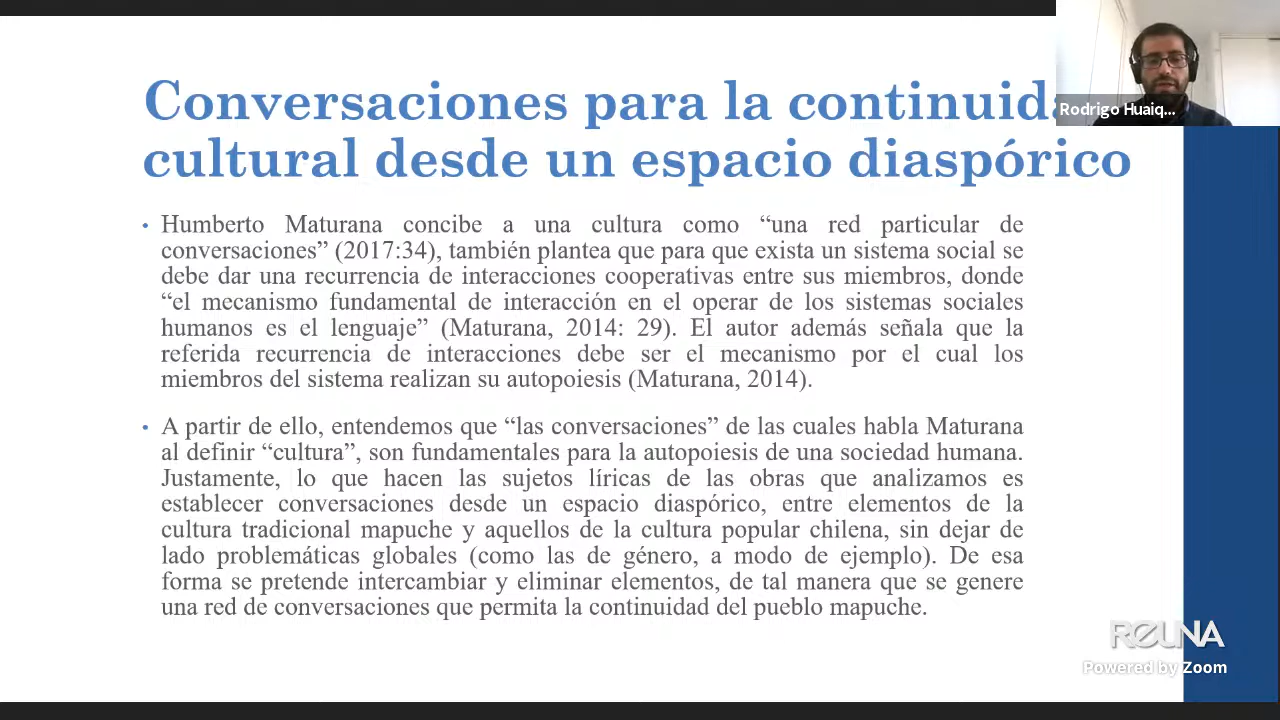 Conversaciones para la continuida
cultural desde un espacio diaspórico
Rodrigo Huaiq...
• Humberto Maturana concibe a una cultura como “una red particular de
conversaciones” (2017:34), también plantea que para que exista un sistema social se
debe dar una recurrencia de interacciones cooperativas entre sus miembros, donde
“el mecanismo fundamental de interacción en el operar de los sistemas sociales
humanos es el lenguaje” (Maturana, 2014: 29). El autor además señala que la
referida recurrencia de interacciones debe ser el mecanismo por el cual los
miembros del sistema realizan su autopoiesis (Maturana, 2014).
• A partir de ello, entendemos que “las conversaciones” de las cuales habla Maturana
al definir “cultura”, son fundamentales para la autopoiesis de una sociedad humana.
Justamente, lo que hacen las sujetos líricas de las obras que analizamos es
establecer conversaciones desde un espacio diaspórico, entre elementos de la
cultura tradicional mapuche y aquellos de la cultura popular chilena, sin dejar de
lado problemáticas globales (como las de género, a modo de ejemplo). De esa
forma se pretende intercambiar y eliminar elementos, de tal manera que se genere
una red de conversaciones que permita la continuidad del pueblo mapuche.
REUNA
Powered by Zoom